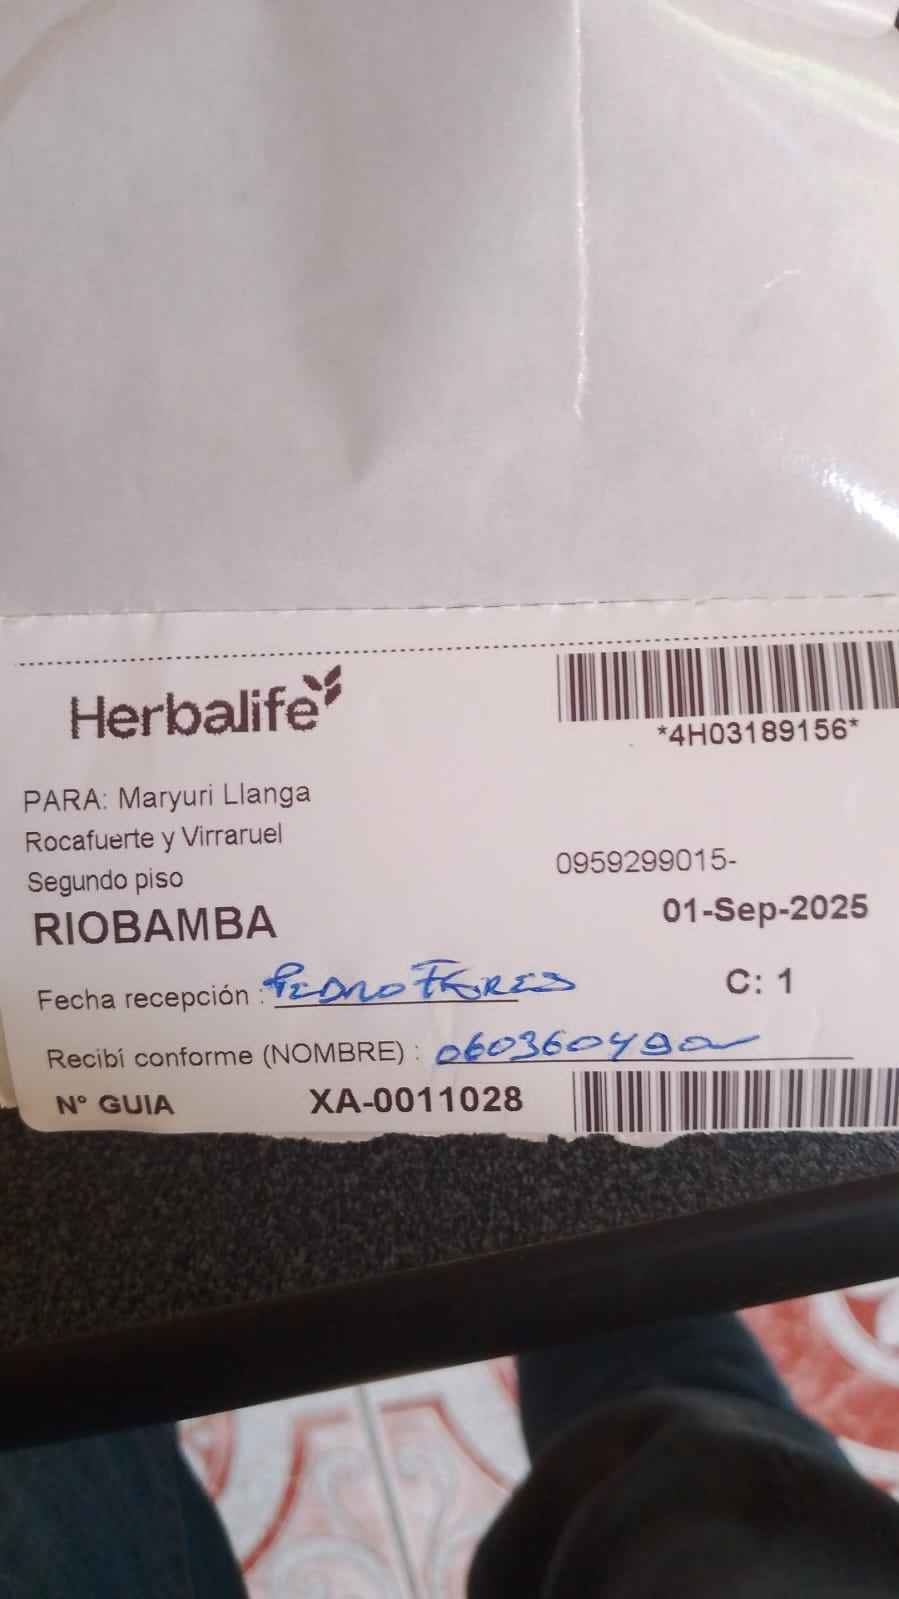 Herbalife
*4H03189156*
PARA: Maryuri Llanga
Rocafuerte y Virraruel
Segundo piso
0959299015-
RIOBAMBA
01-Sep-2025
Fecha recepción : Pedro Flores
C: 1
Recibí conforme (NOMBRE) :
N° GUIA XA-0011028